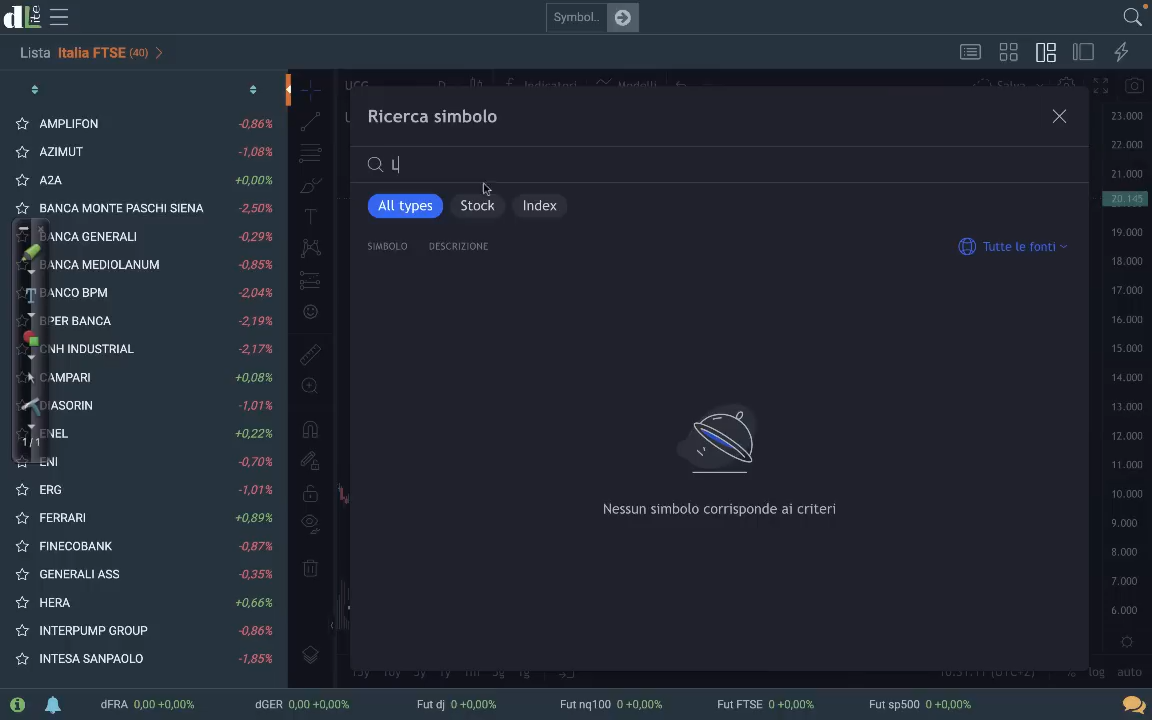 dLite
Symbol..
Lista Italia FTSE (40)
UCG D Indicatori Modelli Salva
AMPLIFON -0,86%
AZIMUT -1,08%
A2A +0,00%
BANCA MONTE PASCHI SIENA -2,50%
BANCA GENERALI -0,29%
BANCA MEDIOLANUM -0,85%
BANCO BPM -2,04%
BPER BANCA -2,19%
CNH INDUSTRIAL -2,17%
CAMPARI +0,08%
DIASORIN -1,01%
ENEL +0,22%
ENI -0,70%
ERG -1,01%
FERRARI +0,89%
FINECOBANK -0,87%
GENERALI ASS -0,35%
HERA +0,66%
INTERPUMP GROUP -0,86%
INTESA SANPAOLO -1,85%
T
1/1
Ricerca simbolo
L
All types Stock Index
SIMBOLO DESCRIZIONE Tutte le fonti
Nessun simbolo corrisponde ai criteri
23.000
22.000
21.000
20.145
19.000
18.000
17.000
16.000
15.000
14.000
13.000
12.000
11.000
10.000
9.000
8.000
7.000
6.000
% log auto
dFRA 0,00 +0,00% dGER 0,00 +0,00% Fut dj 0 +0,00% Fut nq100 0 +0,00% Fut FTSE 0 +0,00% Fut sp500 0 +0,00%